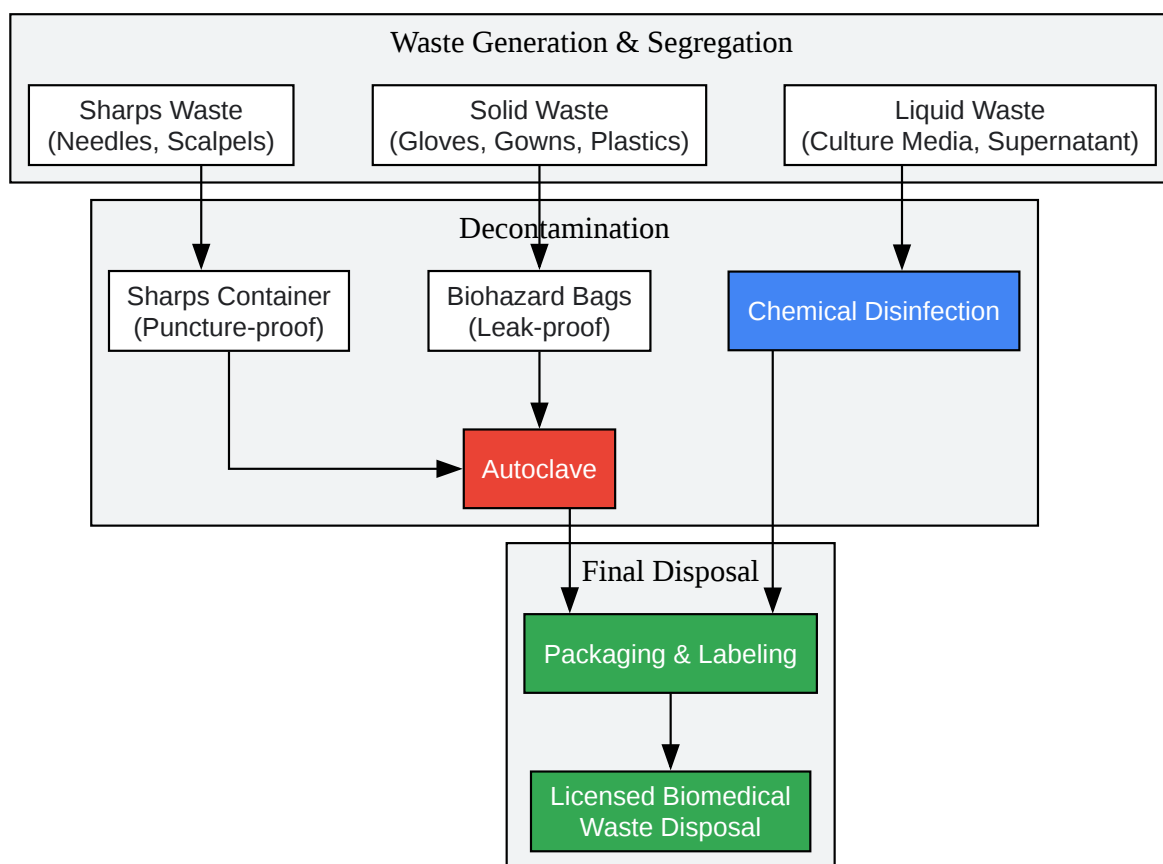 Waste Generation & Segregation
Sharps Waste
(Needles, Scalpels)
Solid Waste
(Gloves, Gowns, Plastics)
Liquid Waste
(Culture Media, Supernatant)
Decontamination
Sharps Container
(Puncture-proof)
Biohazard Bags
(Leak-proof)
Chemical Disinfection
Autoclave
Final Disposal
Packaging & Labeling
Licensed Biomedical
Waste Disposal